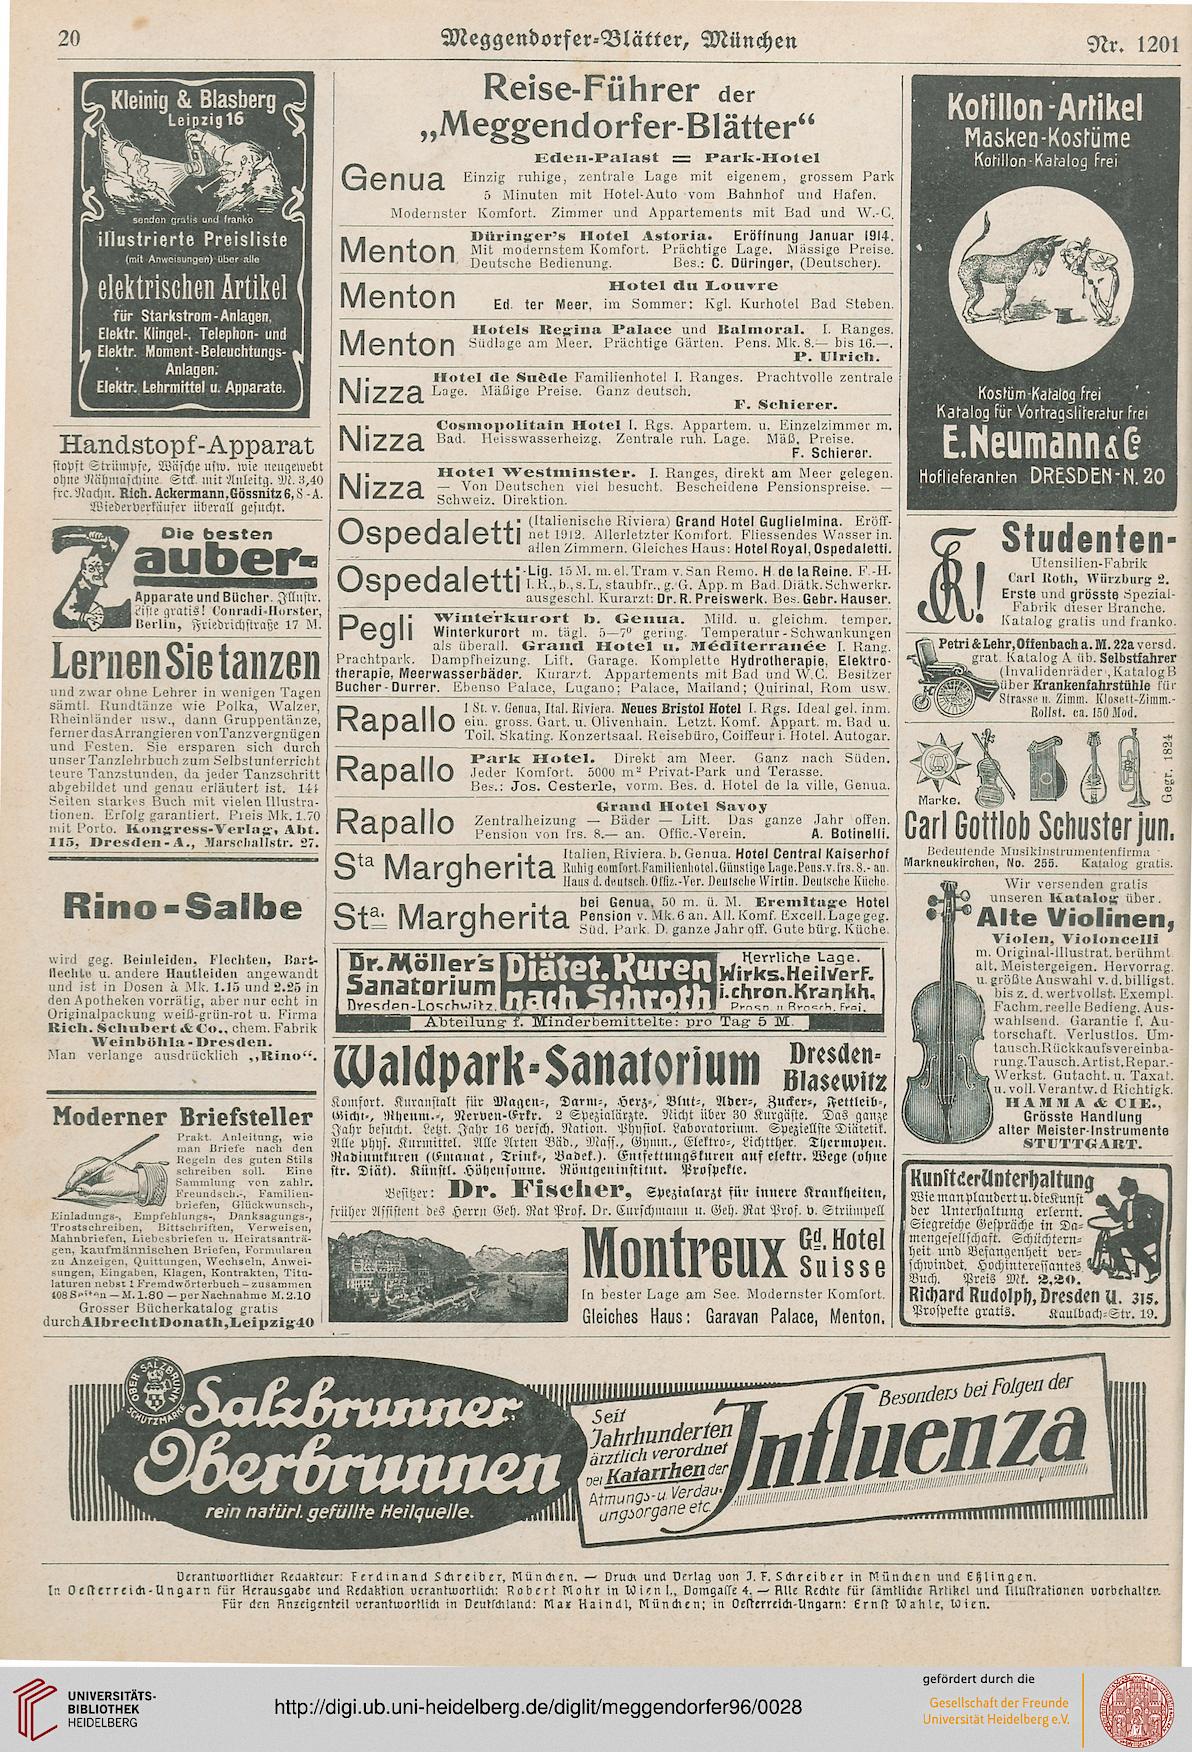 20
Meggendorfer-Blätter, München
Nr. 1201
Kleinig & Blasberg
Leipzig 16
senden gratis und franko
illustrierte Preisliste
(mit Anweisungen) über alle
elektrischen Artikel
für Starkstrom-Anlagen,
Elektr. Klingel-, Telephon- und
Elektr. Moment-Beleuchtungs-
Anlagen.
Elektr. Lehrmittel u. Apparate.
Handstopf-Apparat
stopft Strümpfe, Wäsche usw. wie neugewebt
ohne Nähmaschine. Stck. mit Anleitg. M. 3,40
frc. Nachn. Rich. Ackermann, Gössnitz 6, S.-A.
Wiederverkäufer überall gesucht.
Die besten
Zauber-
Apparate und Bücher. Illustr.
Liste gratis! Conradi-Horster,
Berlin, Friedrichstraße 17 M.
Lernen Sie tanzen
und zwar ohne Lehrer in wenigen Tagen
sämtl. Rundtänze wie Polka, Walzer,
Rheinländer usw., dann Gruppentänze,
ferner das Arrangieren von Tanzvergnügen
und Festen. Sie ersparen sich durch
unser Tanzlehrbuch zum Selbstunterricht
teure Tanzstunden, da jeder Tanzschritt
abgebildet und genau erläutert ist. 144
Seiten starkes Buch mit vielen Illustra-
tionen. Erfolg garantiert. Preis Mk. 1.70
mit Porto. Kongress-Verlag, Abt.
115, Dresden-A., Marschallstr. 27.
Rino-Salbe
wird geg. Beinleiden, Flechten, Bart-
flechte u. andere Hautleiden angewandt
und ist in Dosen à Mk. 1.15 und 2.25 in
den Apotheken vorrätig, aber nur echt in
Originalpackung weiß-grün-rot u. Firma
Rich. Schubert & Co., chem. Fabrik
Weinböhla-Dresden.
Man verlange ausdrücklich „Rino“.
Moderner Briefsteller
Prakt. Anleitung, wie
man Briefe nach den
Regeln des guten Stils
schreiben soll. Eine
Sammlung von zahlr.
Freundsch.-, Familien-
briefen, Glückwunsch-,
Einladungs-, Empfehlungs-, Danksagungs-,
Trostschreiben, Bittschriften, Verweisen,
Mahnbriefen, Liebesbriefen u. Heiratsanträ-
gen, kaufmännischen Briefen, Formularen
zu Anzeigen, Quittungen, Wechseln, Anwei-
sungen, Eingaben, Klagen, Kontrakten, Titu-
laturen nebst 1 Fremdwörterbuch — zusammen
408 Seiten — M. 1.80 — per Nachnahme M. 2.10
Grosser Bücherkatalog gratis
durch Albrecht Donath, Leipzig 40
Reise-Führer der
„Meggendorfer-Blätter“
Genua
Eden-Palast = Park-Hotel
Einzig ruhige, zentrale Lage mit eigenem, grossem Park
5 Minuten mit Hotel-Auto vom Bahnhof und Hafen.
Modernster Komfort. Zimmer und Appartements mit Bad und W.-C.
Menton
Düringer's Hotel Astoria. Eröffnung Januar 1914.
Mit modernstem Komfort. Prächtige Lage. Mässige Preise.
Deutsche Bedienung. Bes.: C. Düringer, (Deutscher).
Menton
Hotel du Louvre
Ed. ter Meer, im Sommer: Kgl. Kurhotel Bad Steben.
Menton
Hotels Regina Palace und Balmoral. I. Ranges.
Südlage am Meer. Prächtige Gärten. Pens. Mk. 8.— bis 16.—.
P. Ulrich.
Nizza
Hotel de Suède Familienhotel I. Ranges. Prachtvolle zentrale
Lage. Mäßige Preise. Ganz deutsch.
F. Schierer.
Nizza
Cosmopolitain Hotel I. Rgs. Appartem. u. Einzelzimmer m.
Bad. Heisswasserheizg. Zentrale ruh. Lage. Mäß. Preise.
F. Schierer.
Nizza
Hotel Westminster. I. Ranges, direkt am Meer gelegen.
— Von Deutschen viel besucht. Bescheidene Pensionspreise. —
Schweiz. Direktion.
Ospedaletti
(Italienische Riviera) Grand Hotel Guglielmina. Eröff-
net 1912. Allerletzter Komfort. Fliessendes Wasser in
allen Zimmern. Gleiches Haus: Hotel Royal, Ospedaletti.
Ospedaletti
-Lig. 15 M. m. el. Tram v. San Remo. H. de la Reine. F.-H.
I. R., b., s. L, staubfr., g. G. App. m Bad. Diätk. Schwerkr.
ausgeschl. Kurarzt: Dr. R. Preiswerk. Bes. Gebr. Hauser.
Pegli
Winterkurort b. Genua. Mild. u. gleichm. temper.
Winterkurort m. tägl. 5—7° gering. Temperatur-Schwankungen
als überall. Grand Hotel u. Méditerranée I. Rang.
Prachtpark. Dampfheizung. Lift. Garage. Komplette Hydrotherapie, Elektro-
therapie, Meerwasserbäder. Kurarzt. Appartements mit Bad und W.C. Besitzer
Bucher-Durrer. Ebenso Palace, Lugano; Palace, Mailand; Quirinal, Rom usw.
Rapallo
1 St. v. Genua, Ital. Riviera. Neues Bristol Hotel I. Rgs. Ideal gel. inm.
ein. gross. Gart. u. Olivenhain. Letzt. Komf. Appart. m. Bad u.
Toil. Skating. Konzertsaal. Reisebüro, Coiffeur i. Hotel. Autogar.
Rapallo
Park Hotel. Direkt am Meer. Ganz nach Süden.
Jeder Komfort. 5000 m² Privat-Park und Terasse.
Bes.: Jos. Oesterle, vorm. Bes. d. Hotel de la ville, Genua.
Rapallo
Grand Hotel Savoy
Zentralheizung — Bäder — Lift. Das ganze Jahr offen.
Pension von frs. 8.— an. Offic.-Verein. A. Botinelli.
Sta Margherita
Italien, Riviera. b. Genua. Hotel Central Kaiserhof
Ruhig comfort. Familienhotel. Günstige Lage. Pens. v. frs. 8.- an.
Haus d. deutsch. Offiz.-Ver. Deutsche Wirtin. Deutsche Küche.
Sta. Margherita
bei Genua, 50 m. ü. M. Eremitage Hotel
Pension v. Mk. 6 an. All. Komf. Excell. Lage geg.
Süd. Park. D. ganze Jahr off. Gute bürg. Küche.
Dr. Möller's
Sanatorium
Dresden-Loschwitz.
Diätet. Kuren
nach Schroth
Herrliche Lage.
Wirks. Heilverf.
i. chron. Krankh.
Prosp. u. Brosch. frei.
Abteilung f. Minderbemittelte: pro Tag 5 M.
Waldpark-Sanatorium
Dresden-
Blasewitz
Komfort. Kuranstalt für Magen-, Darm-, Herz-, Blut-, Ader-, Zucker-, Fettleib-,
Gicht-, Rheum.-, Nerven-Erkr. 2 Spezialärzte. Nicht über 30 Kurgäste. Das ganze
Jahr besucht. Letzt. Jahr 16 versch. Nation. Physiol. Laboratorium. Spezielle Diätetik.
Alle phys. Kurmittel. Alle Arten Bäd., Mass., Gymn., Elektro-, Lichtther. Thermopen.
Radiumkuren (Emanat., Trink-, Badek.). Entfettungskuren auf elektr. Wege (ohne
str. Diät). Künstl. Höhensonne. Röntgeninstitut. Prospekte.
Besitzer: Dr. Fischer, Spezialarzt für innere Krankheiten,
früher Assistent des Herrn Geh. Rat Prof. Dr. Curschmann u. Geh. Rat Prof. v. Strümpell
Montreux
Gd. Hotel
Suisse
In bester Lage am See. Modernster Komfort.
Gleiches Haus: Garavan Palace, Menton.
Kotillon-Artikel
Masken-Kostüme
Kotillon-Katalog frei
Kostüm-Katalog frei
Katalog für Vortragsliteratur frei
E. Neumann & Co
Hoflieferanten DRESDEN-N. 20
Studenten-
Utensilien-Fabrik
Carl Roth, Würzburg 2.
Erste und grösste Spezial-
Fabrik dieser Branche.
Katalog gratis und franko.
Petri & Lehr, Offenbach a. M. 22a versd.
grat. Katalog A üb. Selbstfahrer
(Invalidenräder), Katalog B
über Krankenfahrstühle für
Strasse u. Zimm. Klosett-Zimm.-
Rollst. ca. 150 Mod.
Marke.
Gegr. 1824
Carl Gottlob Schuster jun.
Bedeutende Musikinstrumentenfirma
Markneukirchen, No. 255. Katalog gratis.
Wir versenden gratis
unseren Katalog über
Alte Violinen,
Violen, Violoncelli
m. Original-Illustrat. berühmt.
alt. Meistergeigen. Hervorrag.
u. größte Auswahl v. d. billigst.
bis z. d. wertvollst. Exempl.
Fachm. reelle Bedieng. Aus-
wahlsend. Garantie f. Au-
torschaft. Verlustlos. Um-
tausch. Rückkaufsvereinba-
rung. Tausch. Artist. Repar.-
Werkst. Gutacht. u. Taxat.
u. voll. Verantw. d. Richtigk.
HAMMA & CIE.,
Grösste Handlung
alter Meister-Instrumente
STUTTGART.
Kunst der Unterhaltung
Wie man plaudert u. die Kunst
der Unterhaltung erlernt.
Siegreiche Gespräche in Da-
mengesellschaft. Schüchtern-
heit und Befangenheit ver-
schwindet. Hochinteressantes
Buch. Preis Mk. 2,20.
Richard Rudolph, Dresden U. 315.
Prospekte gratis. Kaulbach-Str. 19.
OBER SALZBRUNN
SCHUTZMARKE
Salzbrunner
Oberbrunnen
rein natürl. gefüllte Heilquelle.
Seit
Jahrhunderten
ärztlich verordnet
bei Katarrhen der
Atmungs- u. Verdau-
ungsorgane etc.
Besonders bei Folgen der
Influenza
Verantwortlicher Redakteur: Ferdinand Schreiber, München. — Druck und Verlag von J. F. Schreiber in München und Eßlingen.
In Oesterreich-Ungarn für Herausgabe und Redaktion verantwortlich: Robert Mohr in Wien I., Domgasse 4. — Alle Rechte für sämtliche Artikel und Illustrationen vorbehalten.
Für den Anzeigenteil verantwortlich in Deutschland: Max Haindl, München; in Oesterreich-Ungarn: Ernst Wahle, Wien.
UNIVERSITÄTS-
BIBLIOTHEK
HEIDELBERG
http://digi.ub.uni-heidelberg.de/diglit/meggendorfer96/0028
gefördert durch die
Gesellschaft der Freunde
Universität Heidelberg e.V.